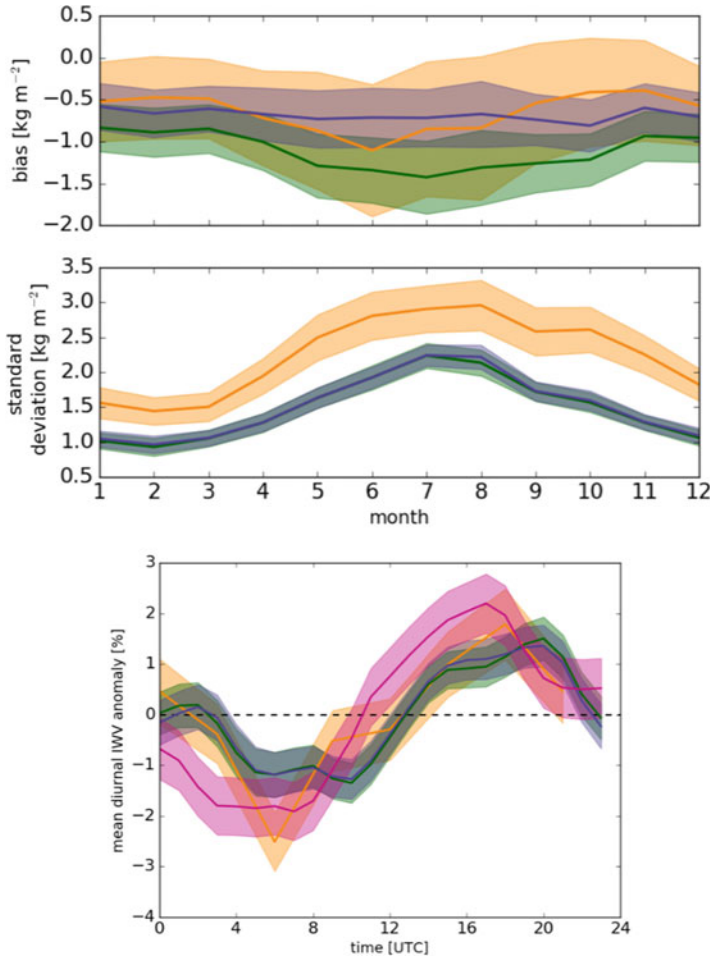 0.5
0.0
−0.5
−1.0
−1.5
−2.0
bias [kg m⁻²]
3.5
3.0
2.5
2.0
1.5
1.0
0.5
standard
deviation [kg m⁻²]
1 2 3 4 5 6 7 8 9 10 11 12
month
3
2
1
0
−1
−2
−3
−4
mean diurnal IWV anomaly [%]
0 4 8 12 16 20 24
time [UTC]